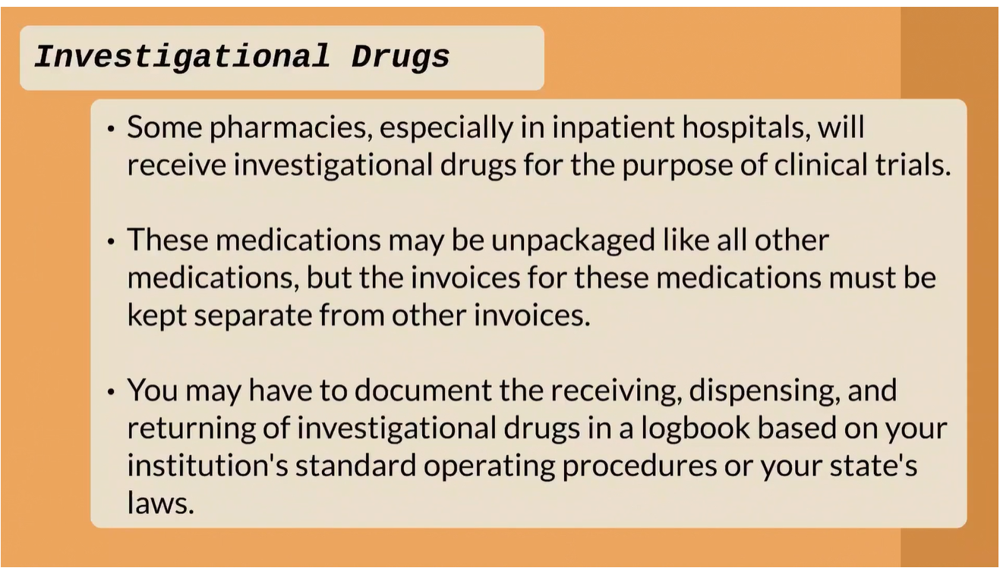 Investigational Drugs
• Some pharmacies, especially in inpatient hospitals, will
receive investigational drugs for the purpose of clinical trials.
• These medications may be unpackaged like all other
medications, but the invoices for these medications must be
kept separate from other invoices.
• You may have to document the receiving, dispensing, and
returning of investigational drugs in a logbook based on your
institution's standard operating procedures or your state's
laws.